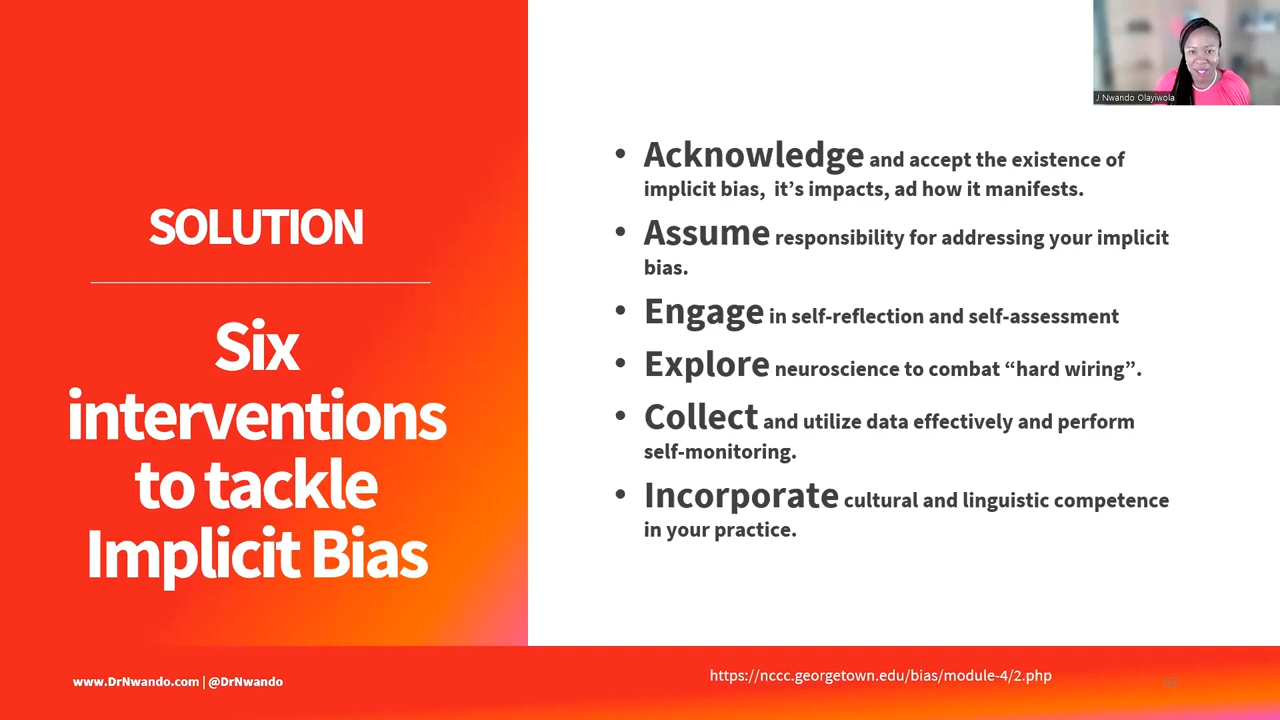 J Nwando Olayiwola
SOLUTION
Six
interventions
to tackle
Implicit Bias
• Acknowledge and accept the existence of
implicit bias,  it’s impacts, ad how it manifests.
• Assume responsibility for addressing your implicit
bias.
• Engage in self-reflection and self-assessment
• Explore neuroscience to combat “hard wiring”.
• Collect and utilize data effectively and perform
self-monitoring.
• Incorporate cultural and linguistic competence
in your practice.
www.DrNwando.com | @DrNwando
https://nccc.georgetown.edu/bias/module-4/2.php